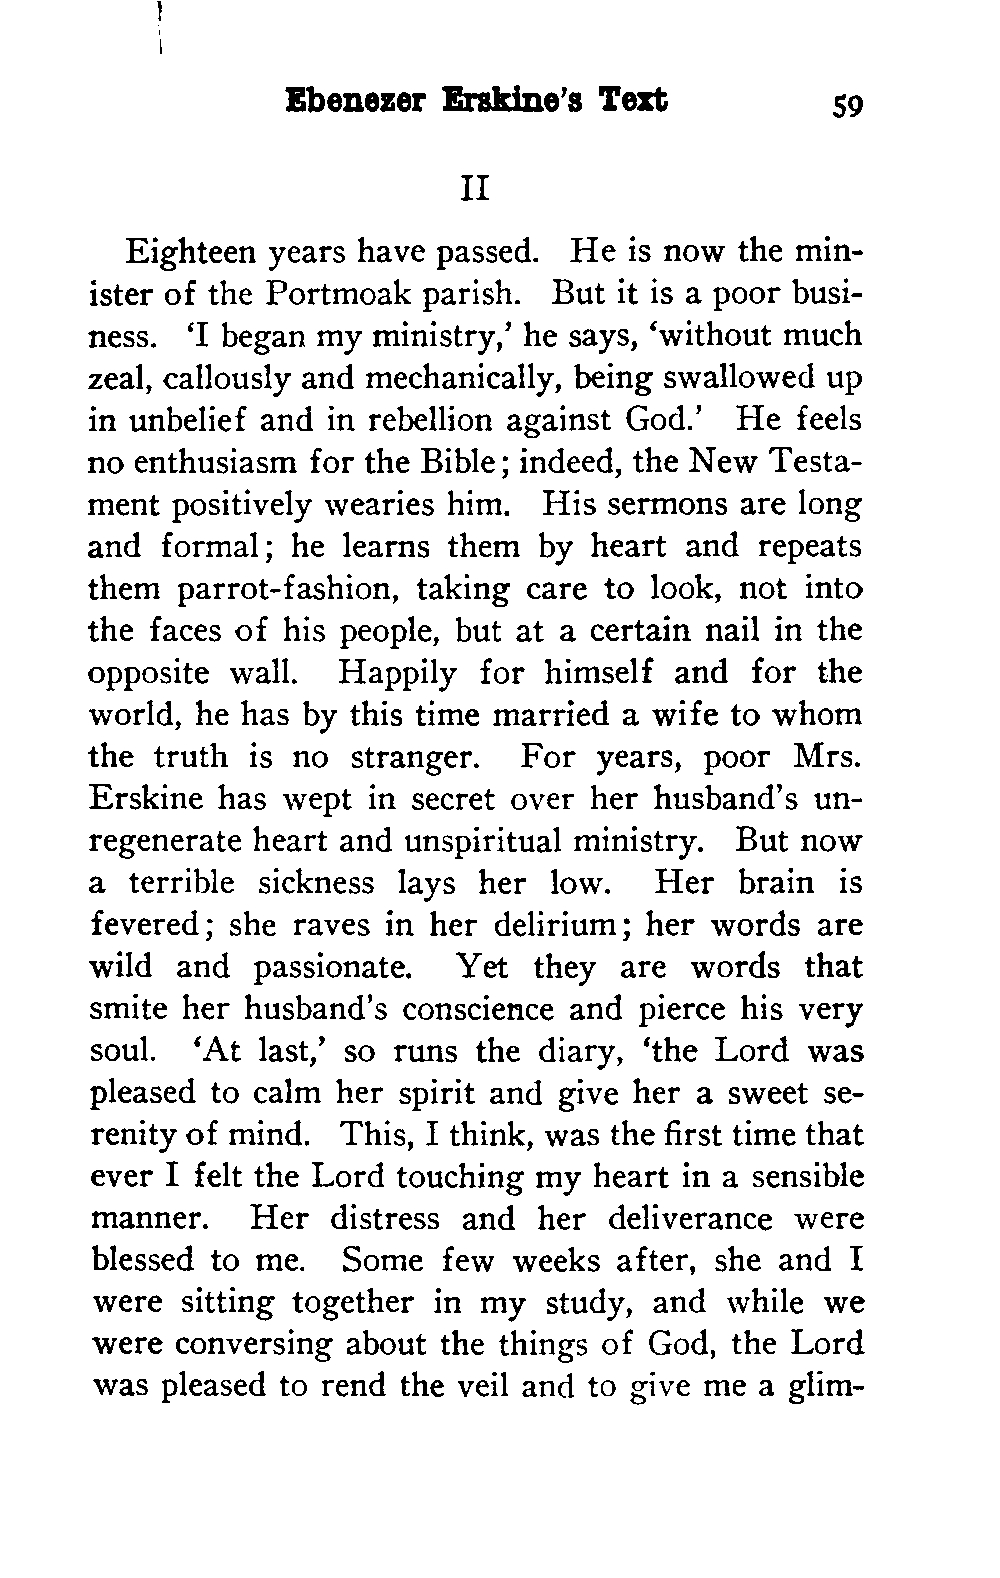 Ebenezer Erskine's Text 59
II
Eighteen years have passed. He is now the min-
ister of the Portmoak parish. But it is a poor busi-
ness. ‘I began my ministry,’ he says, ‘without much
zeal, callously and mechanically, being swallowed up
in unbelief and in rebellion against God.’ He feels
no enthusiasm for the Bible; indeed, the New Testa-
ment positively wearies him. His sermons are long
and formal; he learns them by heart and repeats
them parrot-fashion, taking care to look, not into
the faces of his people, but at a certain nail in the
opposite wall. Happily for himself and for the
world, he has by this time married a wife to whom
the truth is no stranger. For years, poor Mrs.
Erskine has wept in secret over her husband's un-
regenerate heart and unspiritual ministry. But now
a terrible sickness lays her low. Her brain is
fevered; she raves in her delirium; her words are
wild and passionate. Yet they are words that
smite her husband's conscience and pierce his very
soul. ‘At last,’ so runs the diary, ‘the Lord was
pleased to calm her spirit and give her a sweet se-
renity of mind. This, I think, was the first time that
ever I felt the Lord touching my heart in a sensible
manner. Her distress and her deliverance were
blessed to me. Some few weeks after, she and I
were sitting together in my study, and while we
were conversing about the things of God, the Lord
was pleased to rend the veil and to give me a glim-